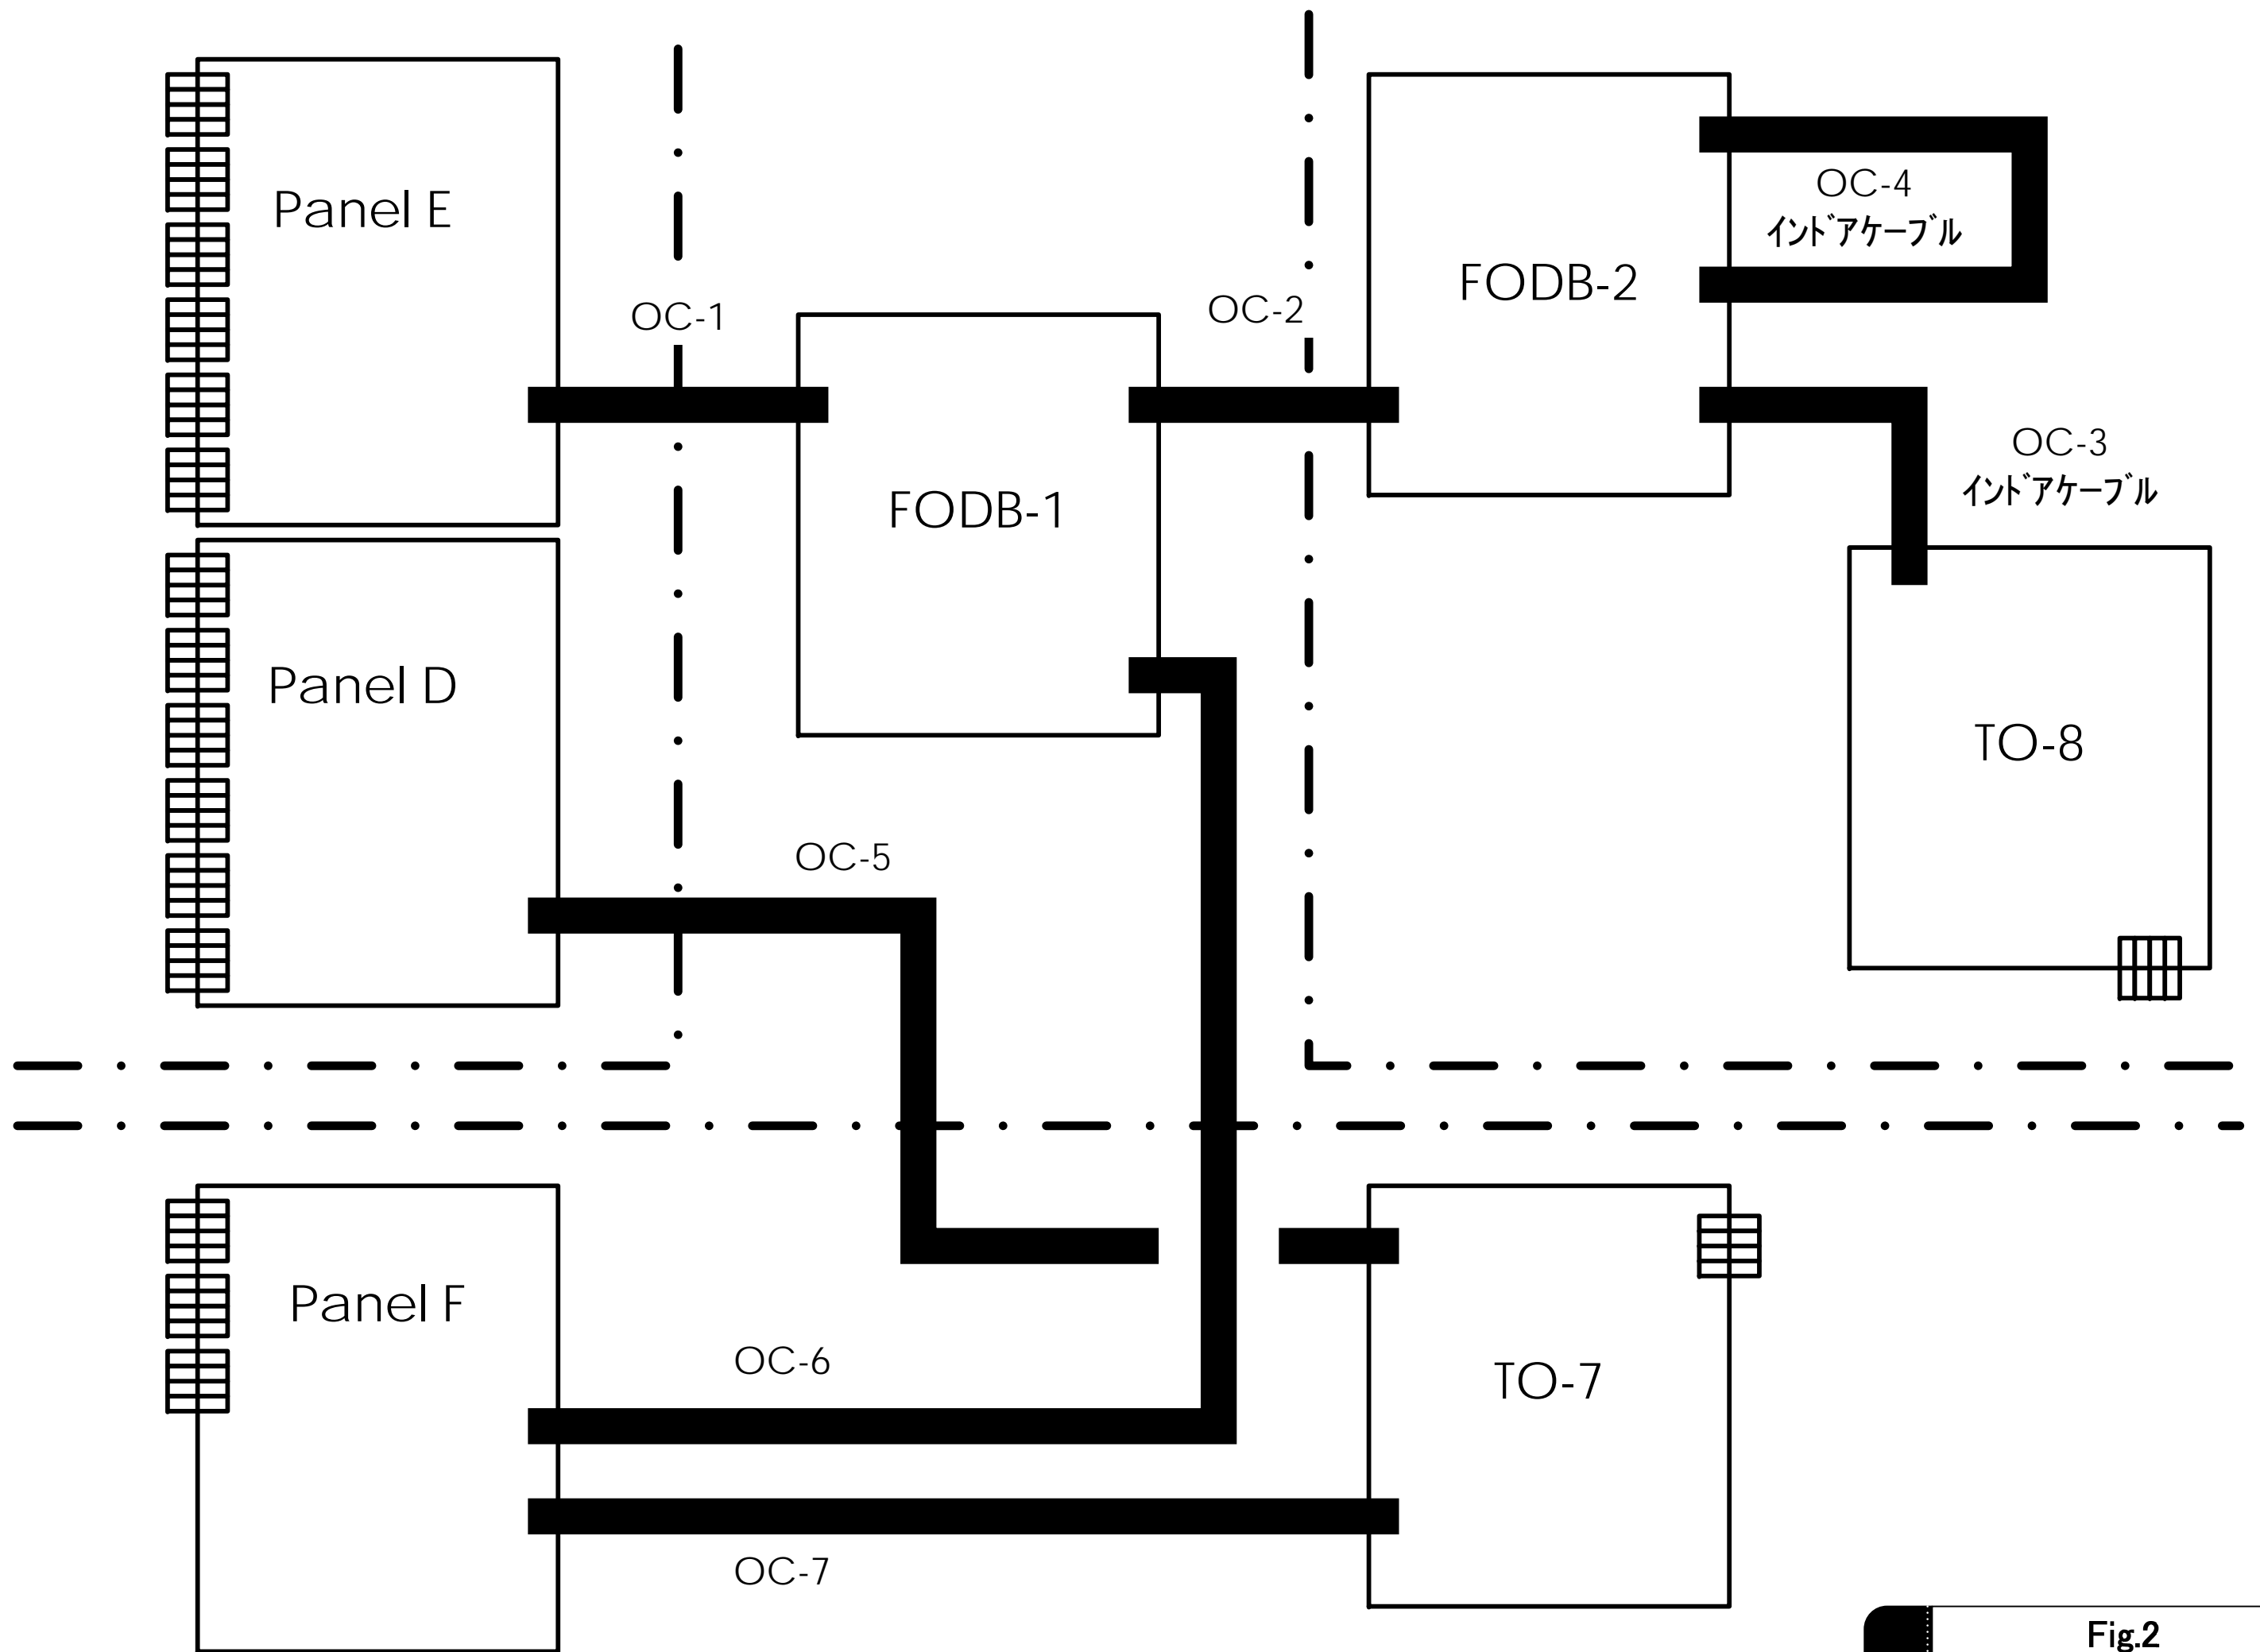 Panel E
OC-1
OC-2
FODB-2
OC-4
インドアケーブル
FODB-1
OC-3
インドアケーブル
Panel D
TO-8
OC-5
Panel F
OC-6
TO-7
OC-7
Fig.2